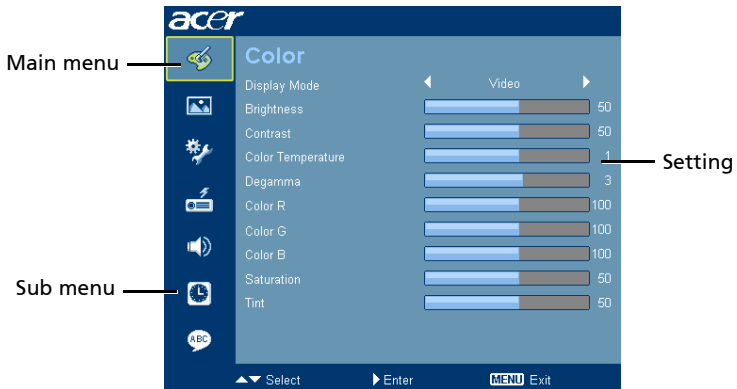 acer
Main menu
Color
Display Mode Video
Brightness 50
Contrast 50
Color Temperature 1
Setting
Degamma 3
Color R 100
Color G 100
Color B 100
Saturation 50
Sub menu
Tint 50
ABC
Select Enter MENU Exit